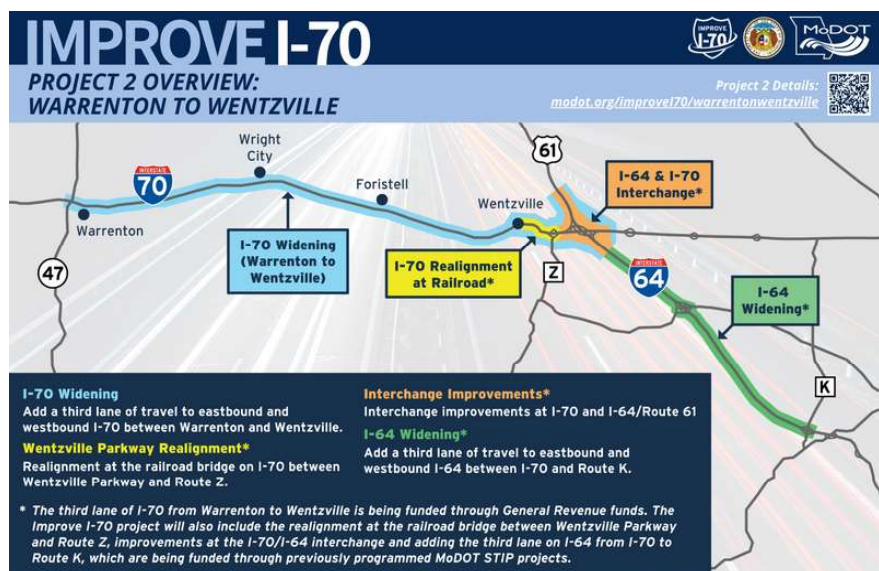 IMPROVE I-70
IMPROVE
I-70
MoDOT
PROJECT 2 OVERVIEW:
WARRENTON TO WENTZVILLE
Project 2 Details:
modot.org/improvei70/warrentonwentzville
INTERSTATE
70
Wright
City
Foristell
Warrenton
47
I-70 Widening
(Warrenton to
Wentzville)
Wentzville
61
I-64 & I-70
Interchange*
I-70 Realignment
at Railroad*
Z
INTERSTATE
64
I-64
Widening*
K
I-70 Widening
Add a third lane of travel to eastbound and
westbound I-70 between Warrenton and Wentzville.
Wentzville Parkway Realignment*
Realignment at the railroad bridge on I-70 between
Wentzville Parkway and Route Z.
Interchange Improvements*
Interchange improvements at I-70 and I-64/Route 61
I-64 Widening*
Add a third lane of travel to eastbound and
westbound I-64 between I-70 and Route K.
* The third lane of I-70 from Warrenton to Wentzville is being funded through General Revenue funds. The
Improve I-70 project will also include the realignment at the railroad bridge between Wentzville Parkway
and Route Z, improvements at the I-70/I-64 interchange and adding the third lane on I-64 from I-70 to
Route K, which are being funded through previously programmed MoDOT STIP projects.